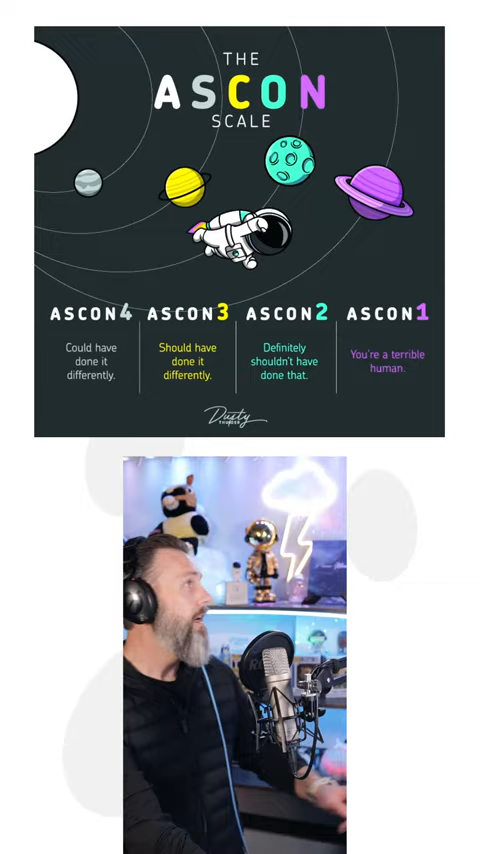 THE
ASCON
SCALE
ASCON4 ASCON3 ASCON2 ASCON1
Could have
done it
differently.
Should have
done it
differently.
Definitely
shouldn't have
done that.
You're a terrible
human.
Dusty
THUNDER